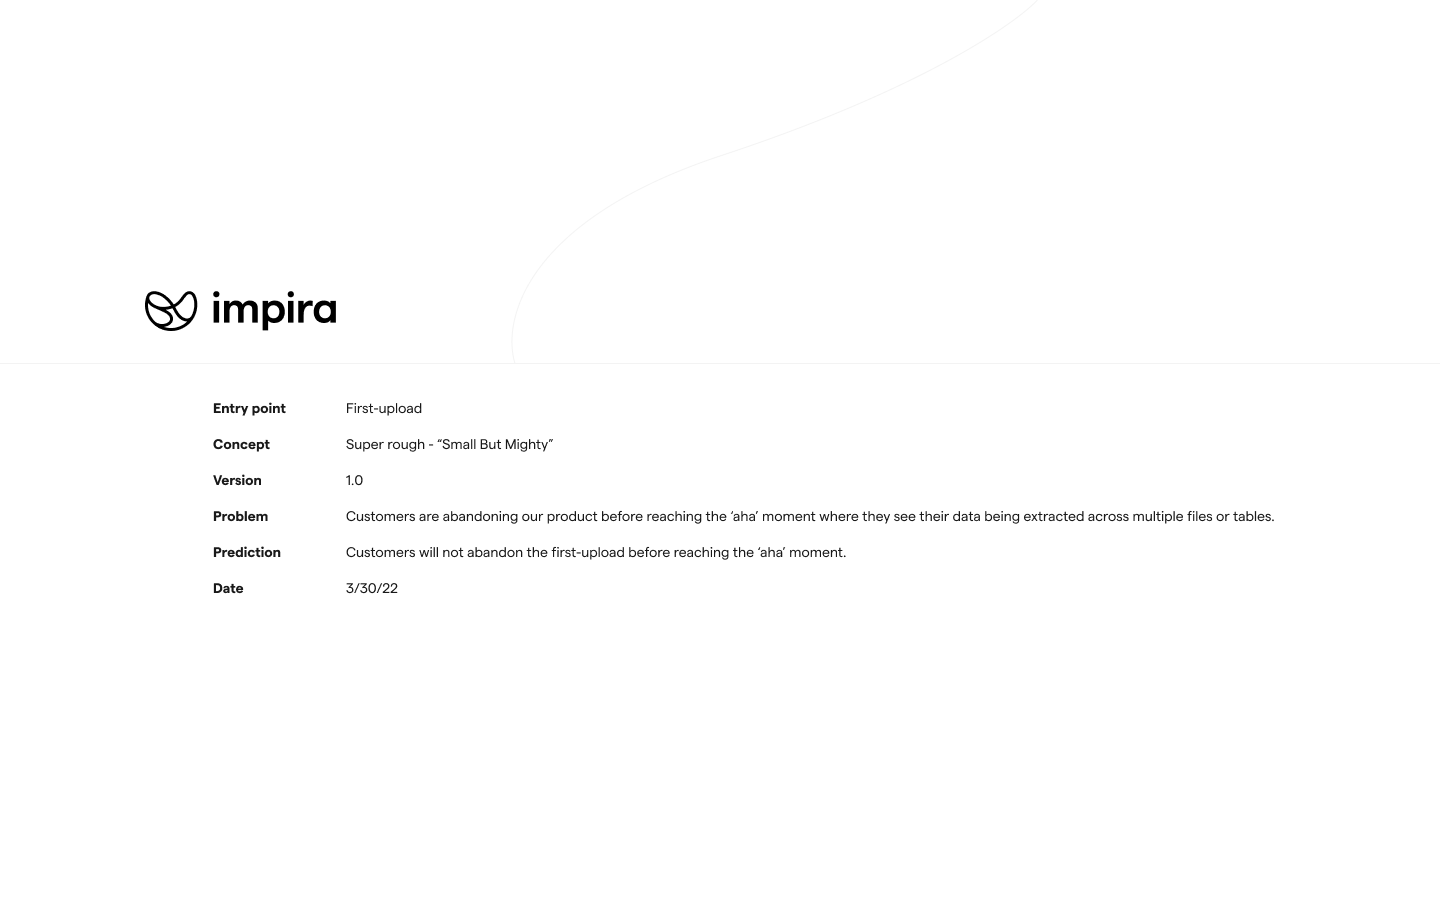 impira
Entry point First-upload
Concept Super rough - “Small But Mighty”
Version 1.0
Problem Customers are abandoning our product before reaching the ‘aha’ moment where they see their data being extracted across multiple files or tables.
Prediction Customers will not abandon the first-upload before reaching the ‘aha’ moment.
Date 3/30/22